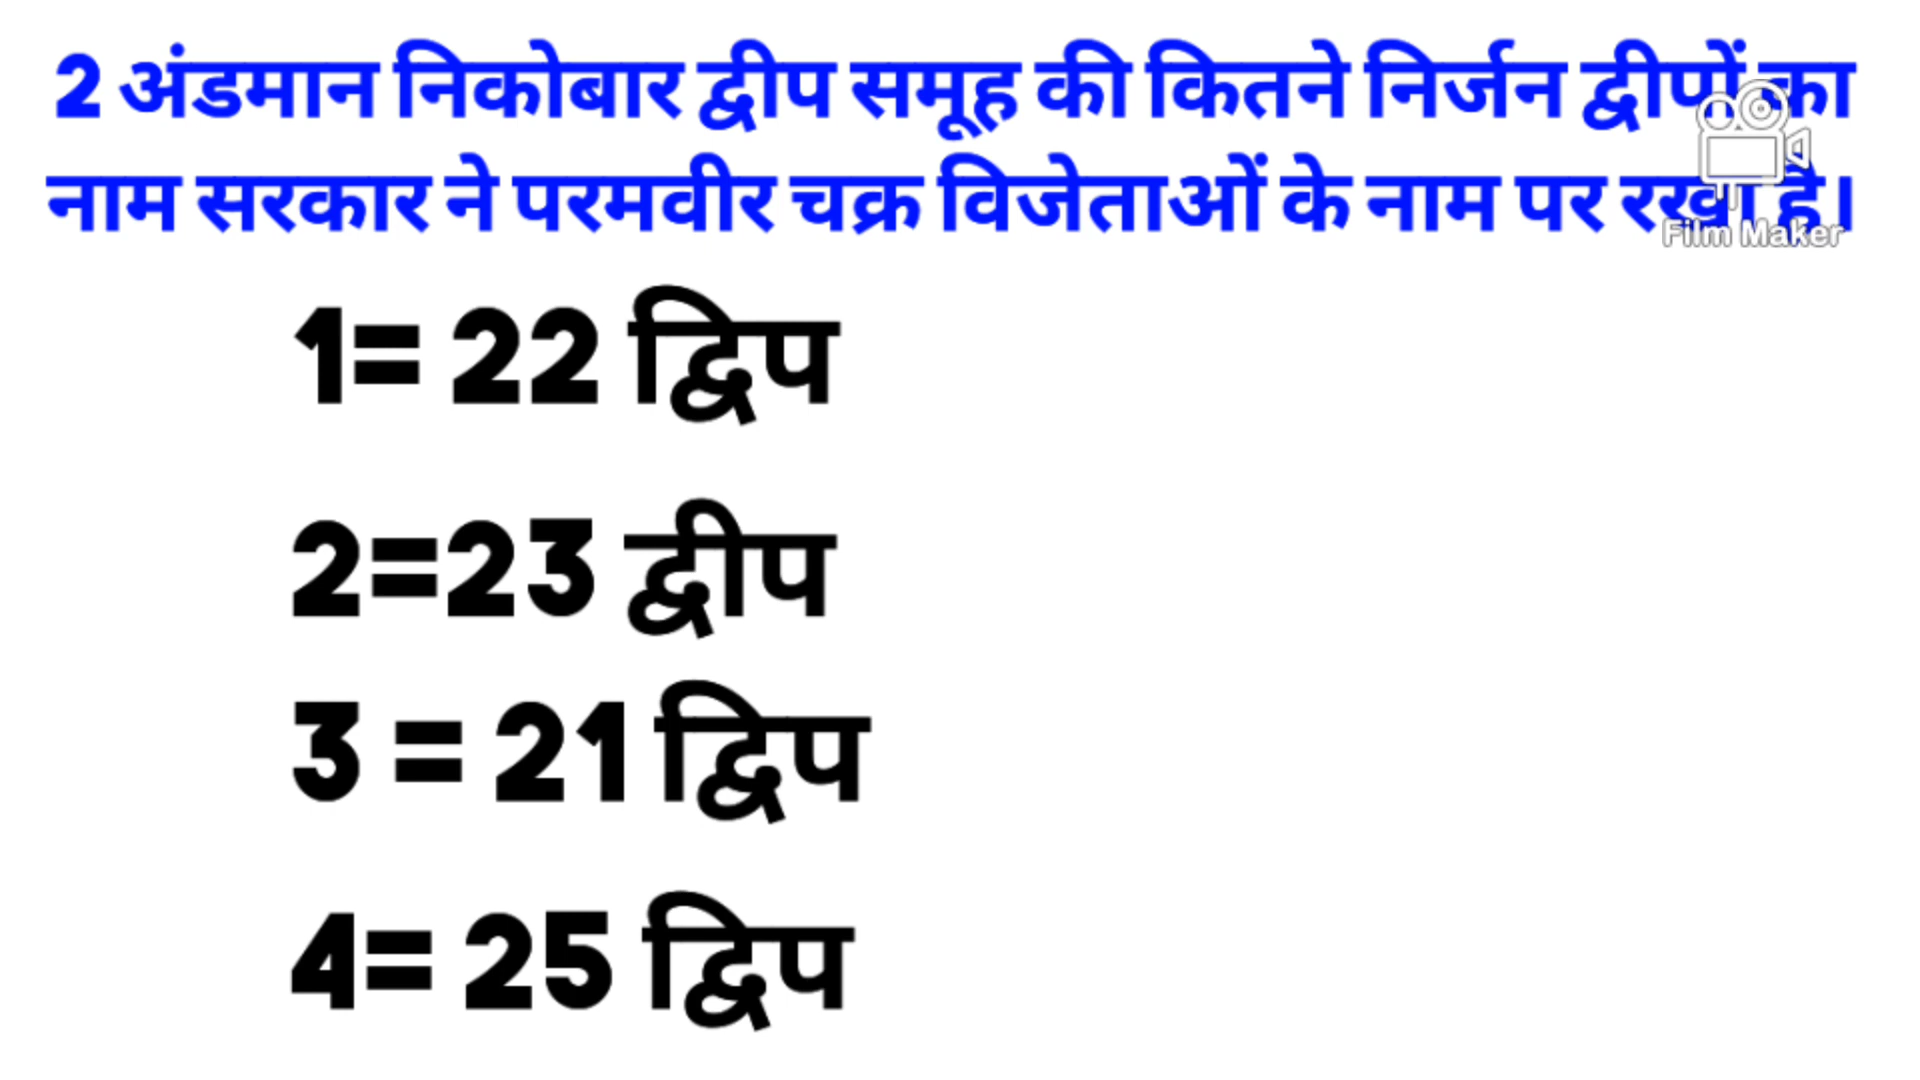 2 अंडमान निकोबार द्वीप समूह की कितने निर्जन द्वीपों का
नाम सरकार ने परमवीर चक्र विजेताओं के नाम पर रखा है।
Film Maker
1= 22 द्विप
2=23 द्वीप
3 = 21 द्विप
4= 25 द्विप